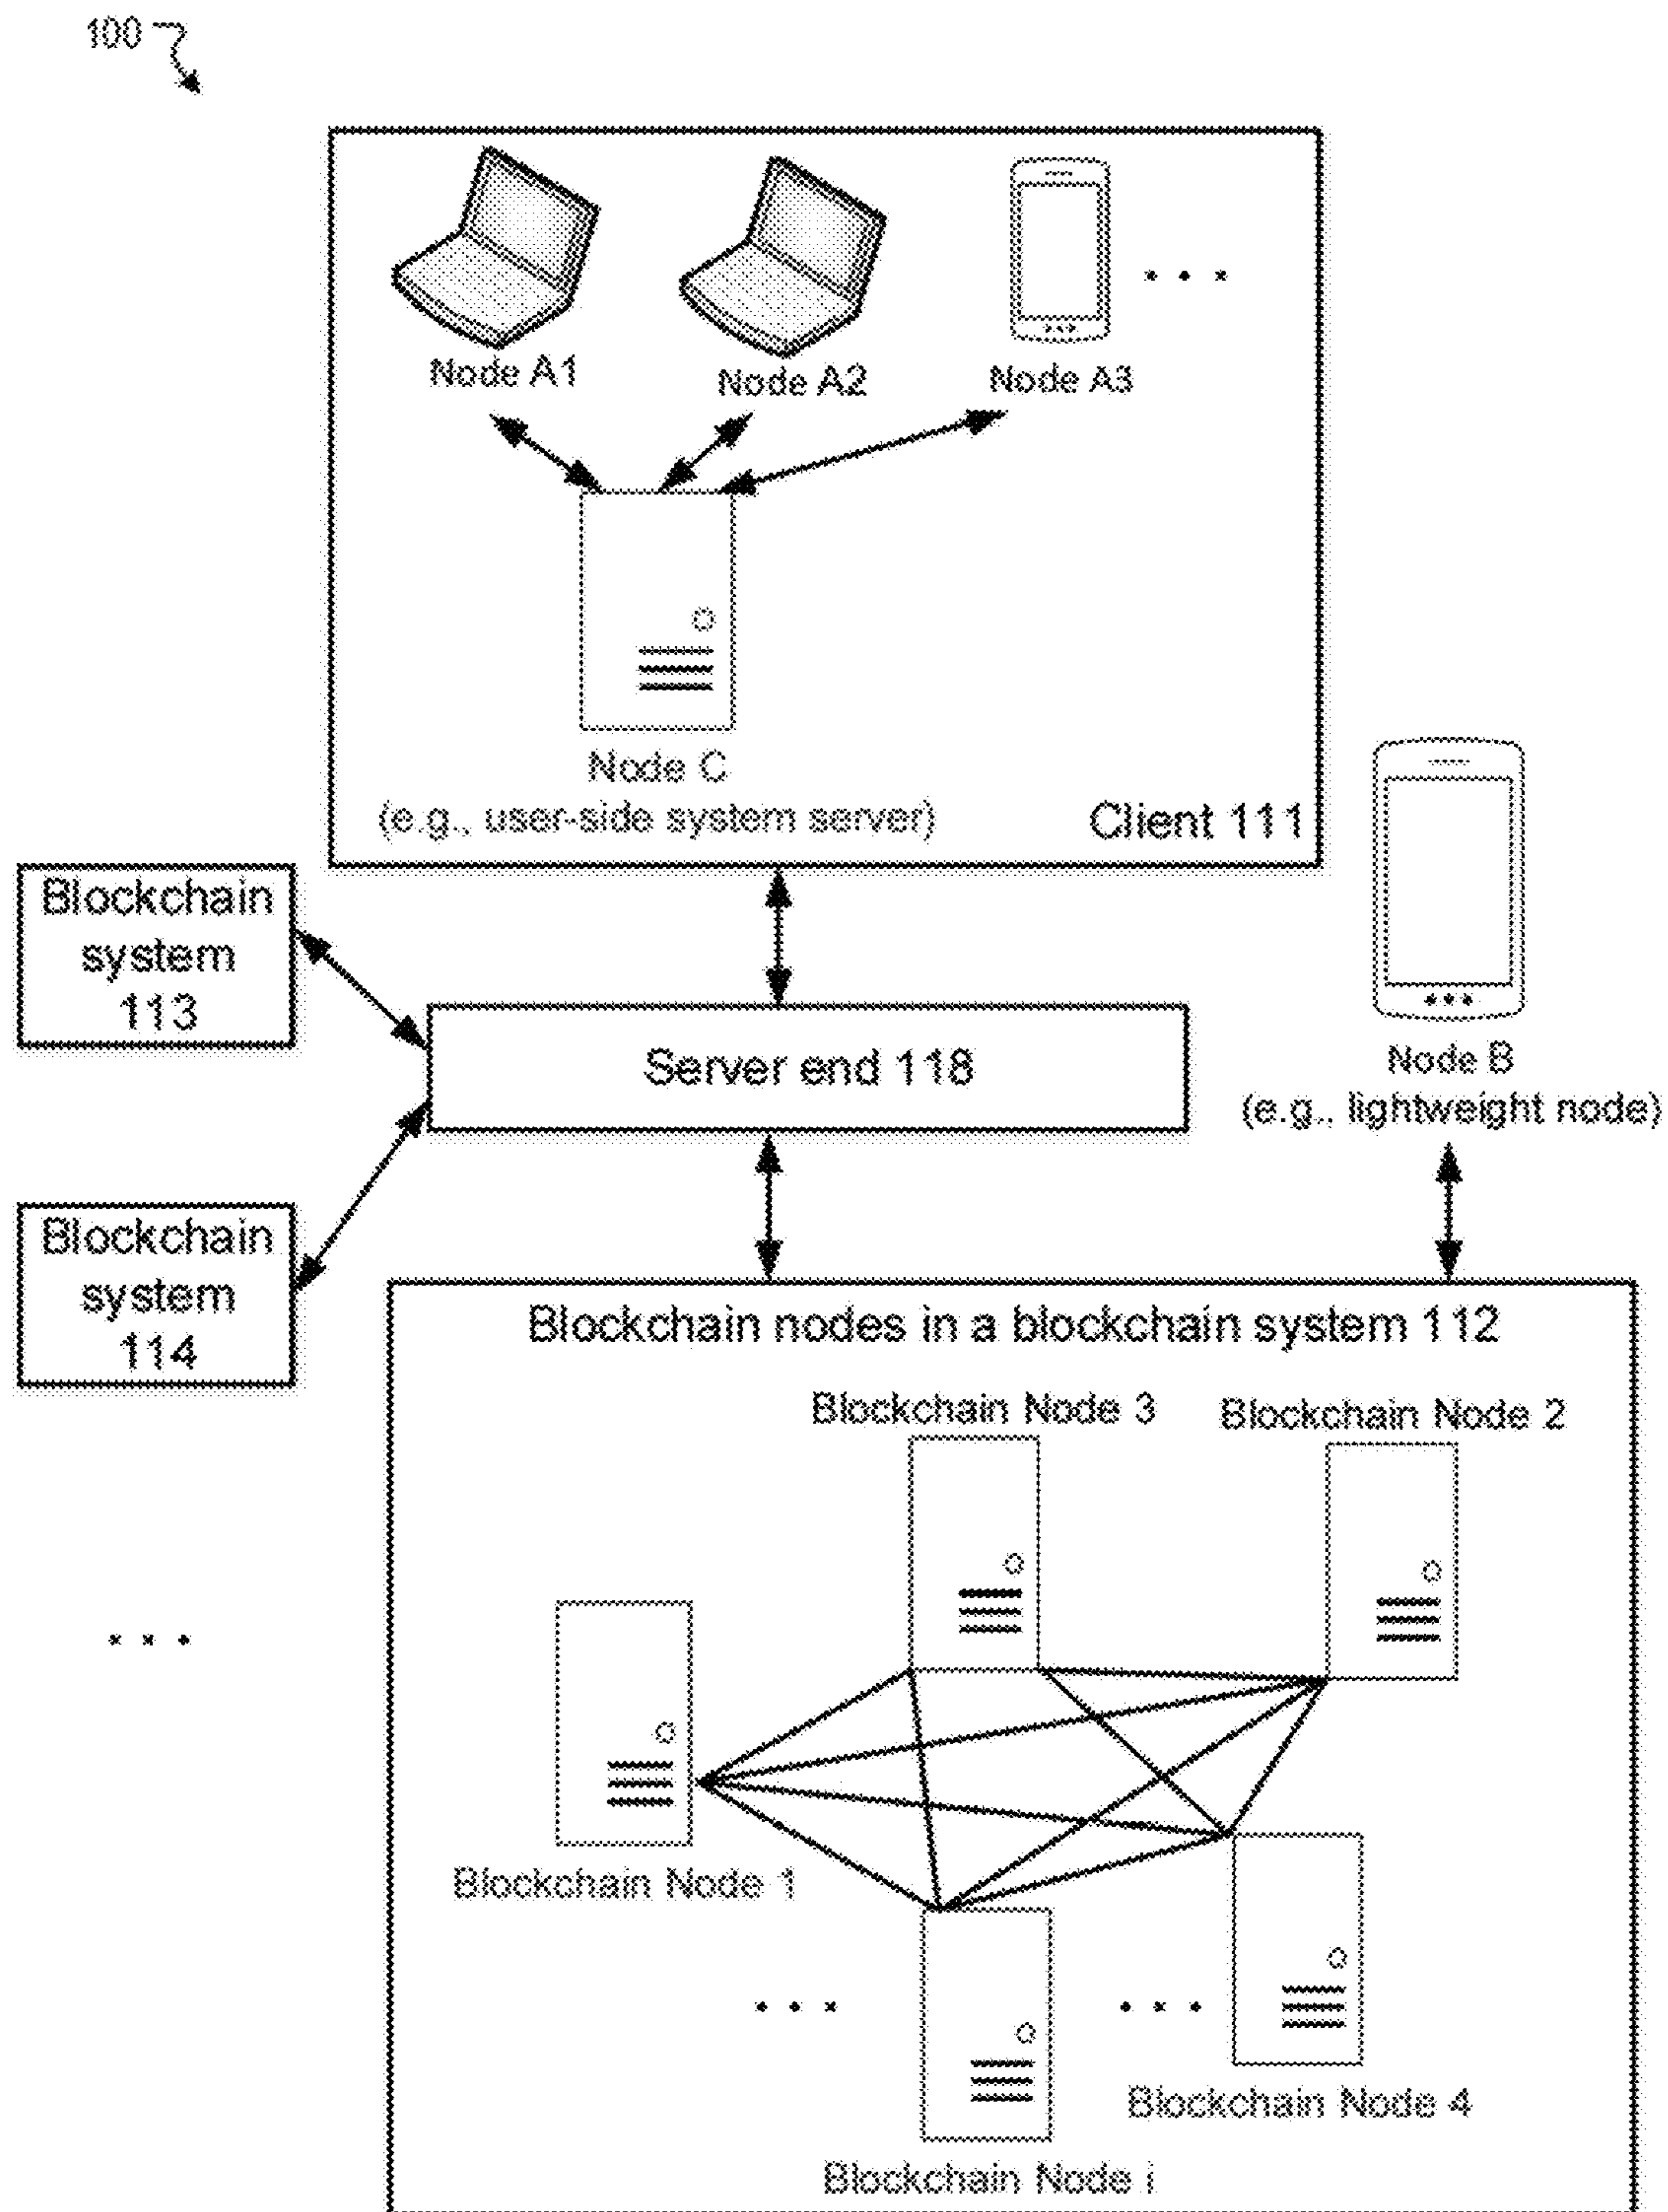 100
Node A1
Node A2
Node A3
Node C
(e.g., user-side system server)
Client 111
Blockchain
system
113
Server end 118
Node B
(e.g., lightweight node)
Blockchain
system
114
Blockchain nodes in a blockchain system 112
Blockchain Node 3
Blockchain Node 2
Blockchain Node 1
Blockchain Node 4
Blockchain Node i